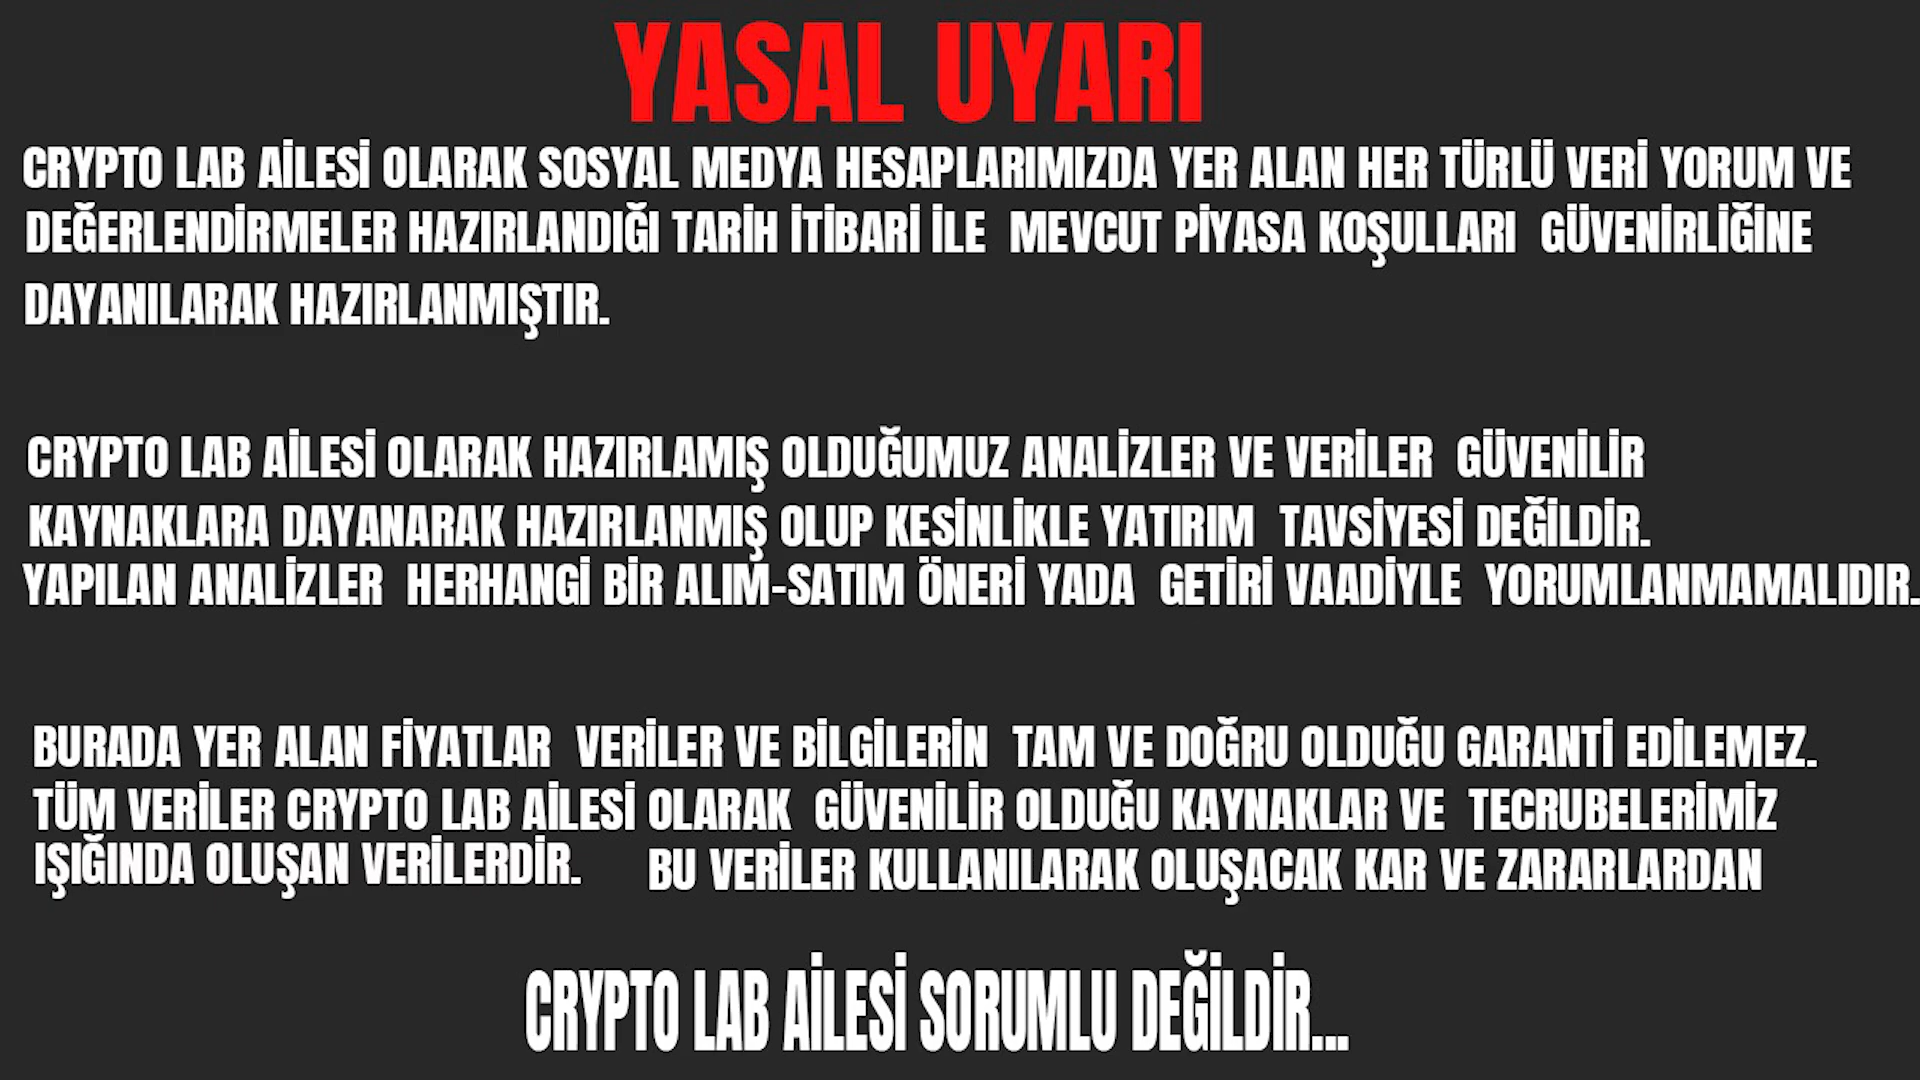 YASAL UYARI
CRYPTO LAB AİLESİ OLARAK SOSYAL MEDYA HESAPLARIMIZDA YER ALAN HER TÜRLÜ VERİ YORUM VE
DEĞERLENDİRMELER HAZIRLANDIĞI TARİH İTİBARİ İLE MEVCUT PİYASA KOŞULLARI GÜVENİRLİĞİNE
DAYANILARAK HAZIRLANMIŞTIR.
CRYPTO LAB AİLESİ OLARAK HAZIRLAMIŞ OLDUĞUMUZ ANALİZLER VE VERİLER GÜVENİLİR
KAYNAKLARA DAYANARAK HAZIRLANMIŞ OLUP KESİNLİKLE YATIRIM TAVSİYESİ DEĞİLDİR.
YAPILAN ANALİZLER HERHANGİ BİR ALIM-SATIM ÖNERİ YADA GETİRİ VAADİYLE YORUMLANMAMALIDIR.
BURADA YER ALAN FİYATLAR VERİLER VE BİLGİLERİN TAM VE DOĞRU OLDUĞU GARANTİ EDİLEMEZ.
TÜM VERİLER CRYPTO LAB AİLESİ OLARAK GÜVENİLİR OLDUĞU KAYNAKLAR VE TECRUBELERİMİZ
IŞIĞINDA OLUŞAN VERİLERDİR. BU VERİLER KULLANILARAK OLUŞACAK KAR VE ZARARLARDAN
CRYPTO LAB AİLESİ SORUMLU DEĞİLDİR...